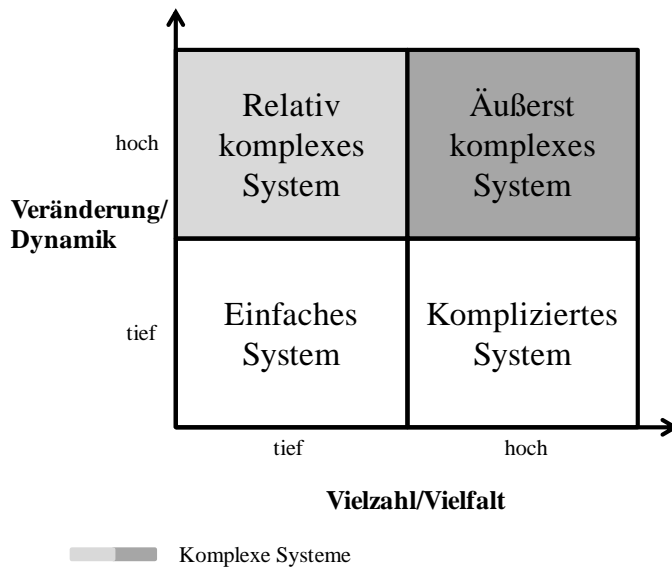 Relativ
komplexes
System
Äußerst
komplexes
System
hoch
Veränderung/
Dynamik
Einfaches
System
Kompliziertes
System
tief
tief
hoch
Vielzahl/Vielfalt
Komplexe Systeme